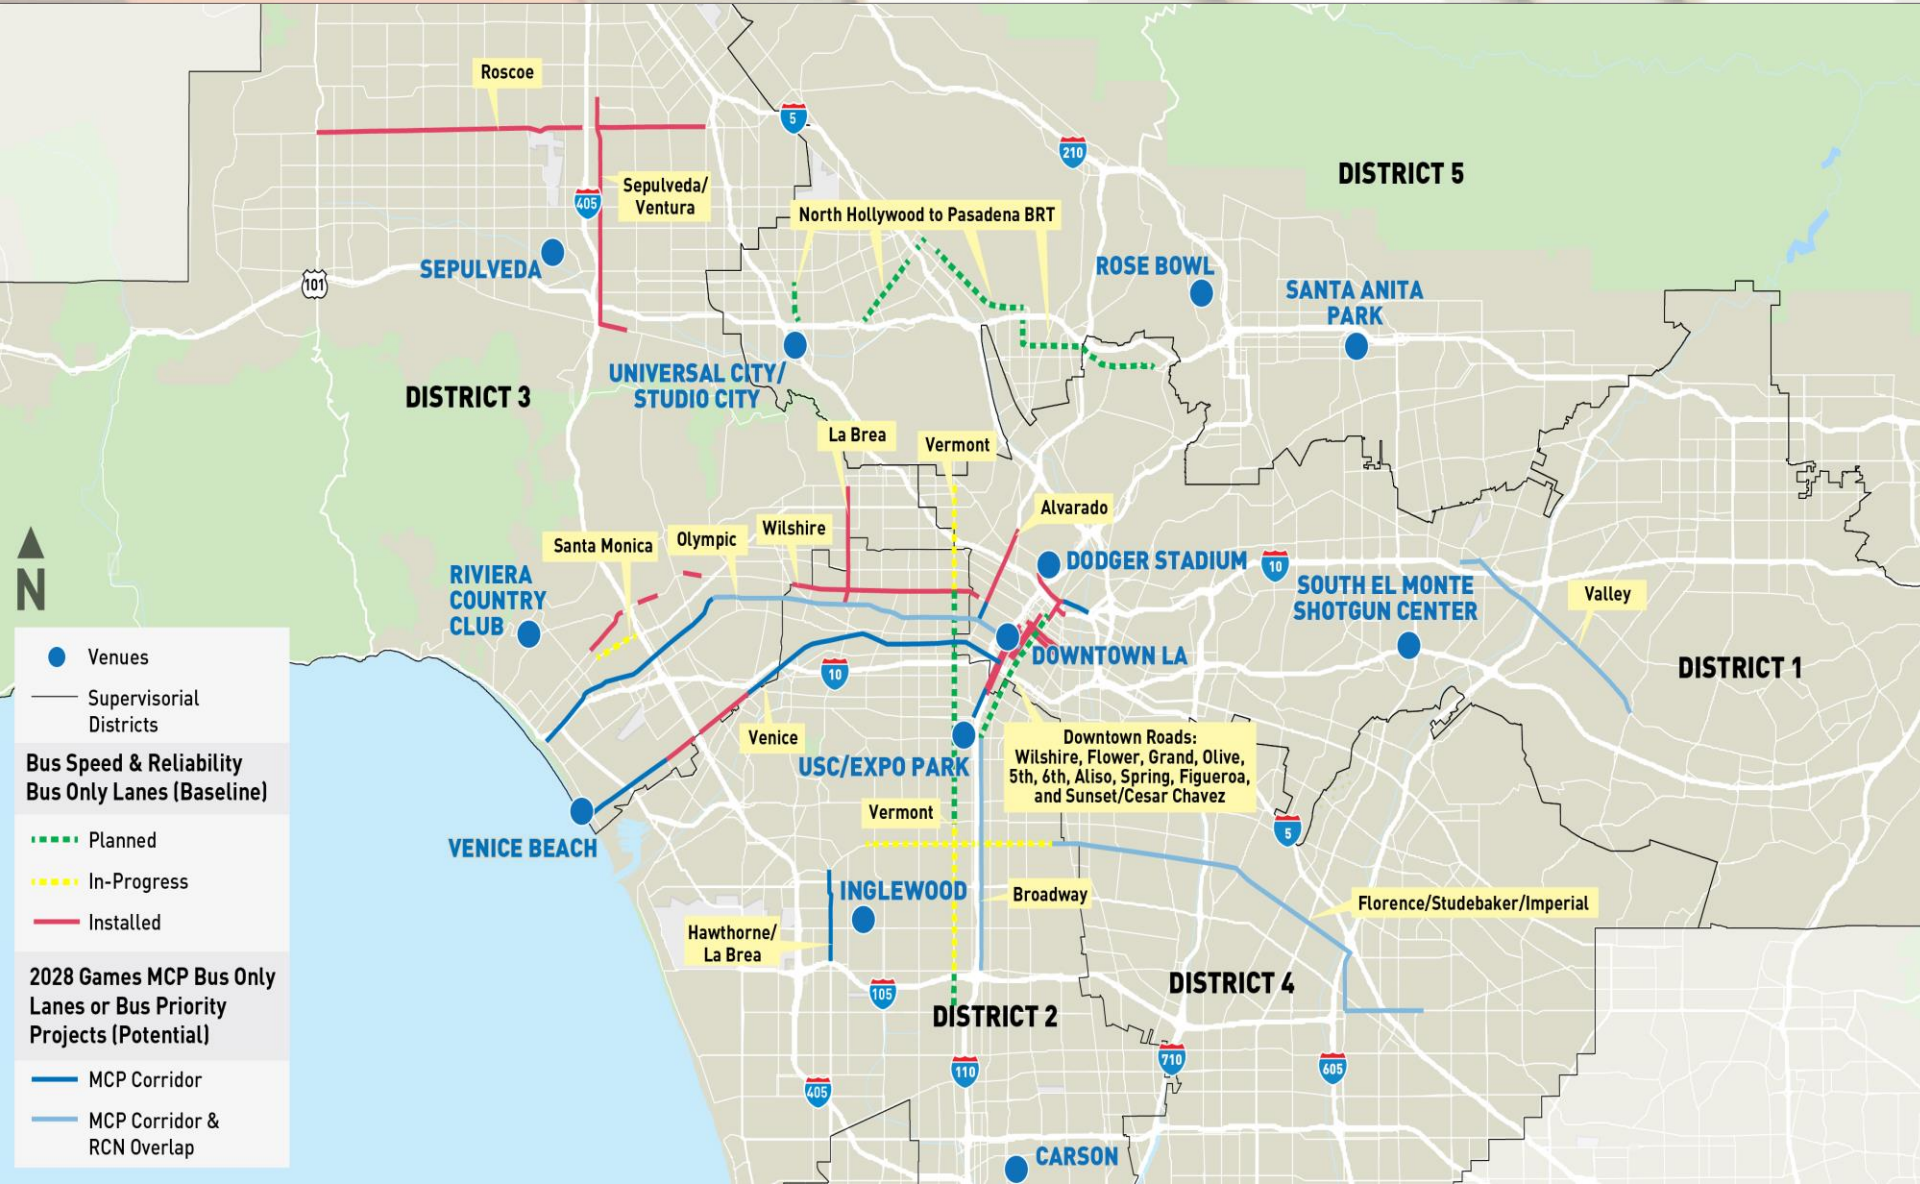 Roscoe
5
210
DISTRICT 5
Sepulveda/
Ventura
405
North Hollywood to Pasadena BRT
SEPULVEDA
101
ROSE BOWL
SANTA ANITA
PARK
UNIVERSAL CITY/
STUDIO CITY
DISTRICT 3
La Brea
Vermont
Alvarado
Wilshire
Olympic
Santa Monica
N
RIVIERA
COUNTRY
CLUB
DODGER STADIUM
10
SOUTH EL MONTE
SHOTGUN CENTER
Valley
DOWNTOWN LA
10
DISTRICT 1
Venice
USC/EXPO PARK
Downtown Roads:
Wilshire, Flower, Grand, Olive,
5th, 6th, Aliso, Spring, Figueroa,
and Sunset/Cesar Chavez
Vermont
VENICE BEACH
5
INGLEWOOD
Broadway
Florence/Studebaker/Imperial
Hawthorne/
La Brea
105
DISTRICT 2
DISTRICT 4
110
710
605
405
CARSON
Venues
Supervisorial
Districts
Bus Speed & Reliability
Bus Only Lanes (Baseline)
Planned
In-Progress
Installed
2028 Games MCP Bus Only
Lanes or Bus Priority
Projects (Potential)
MCP Corridor
MCP Corridor &
RCN Overlap